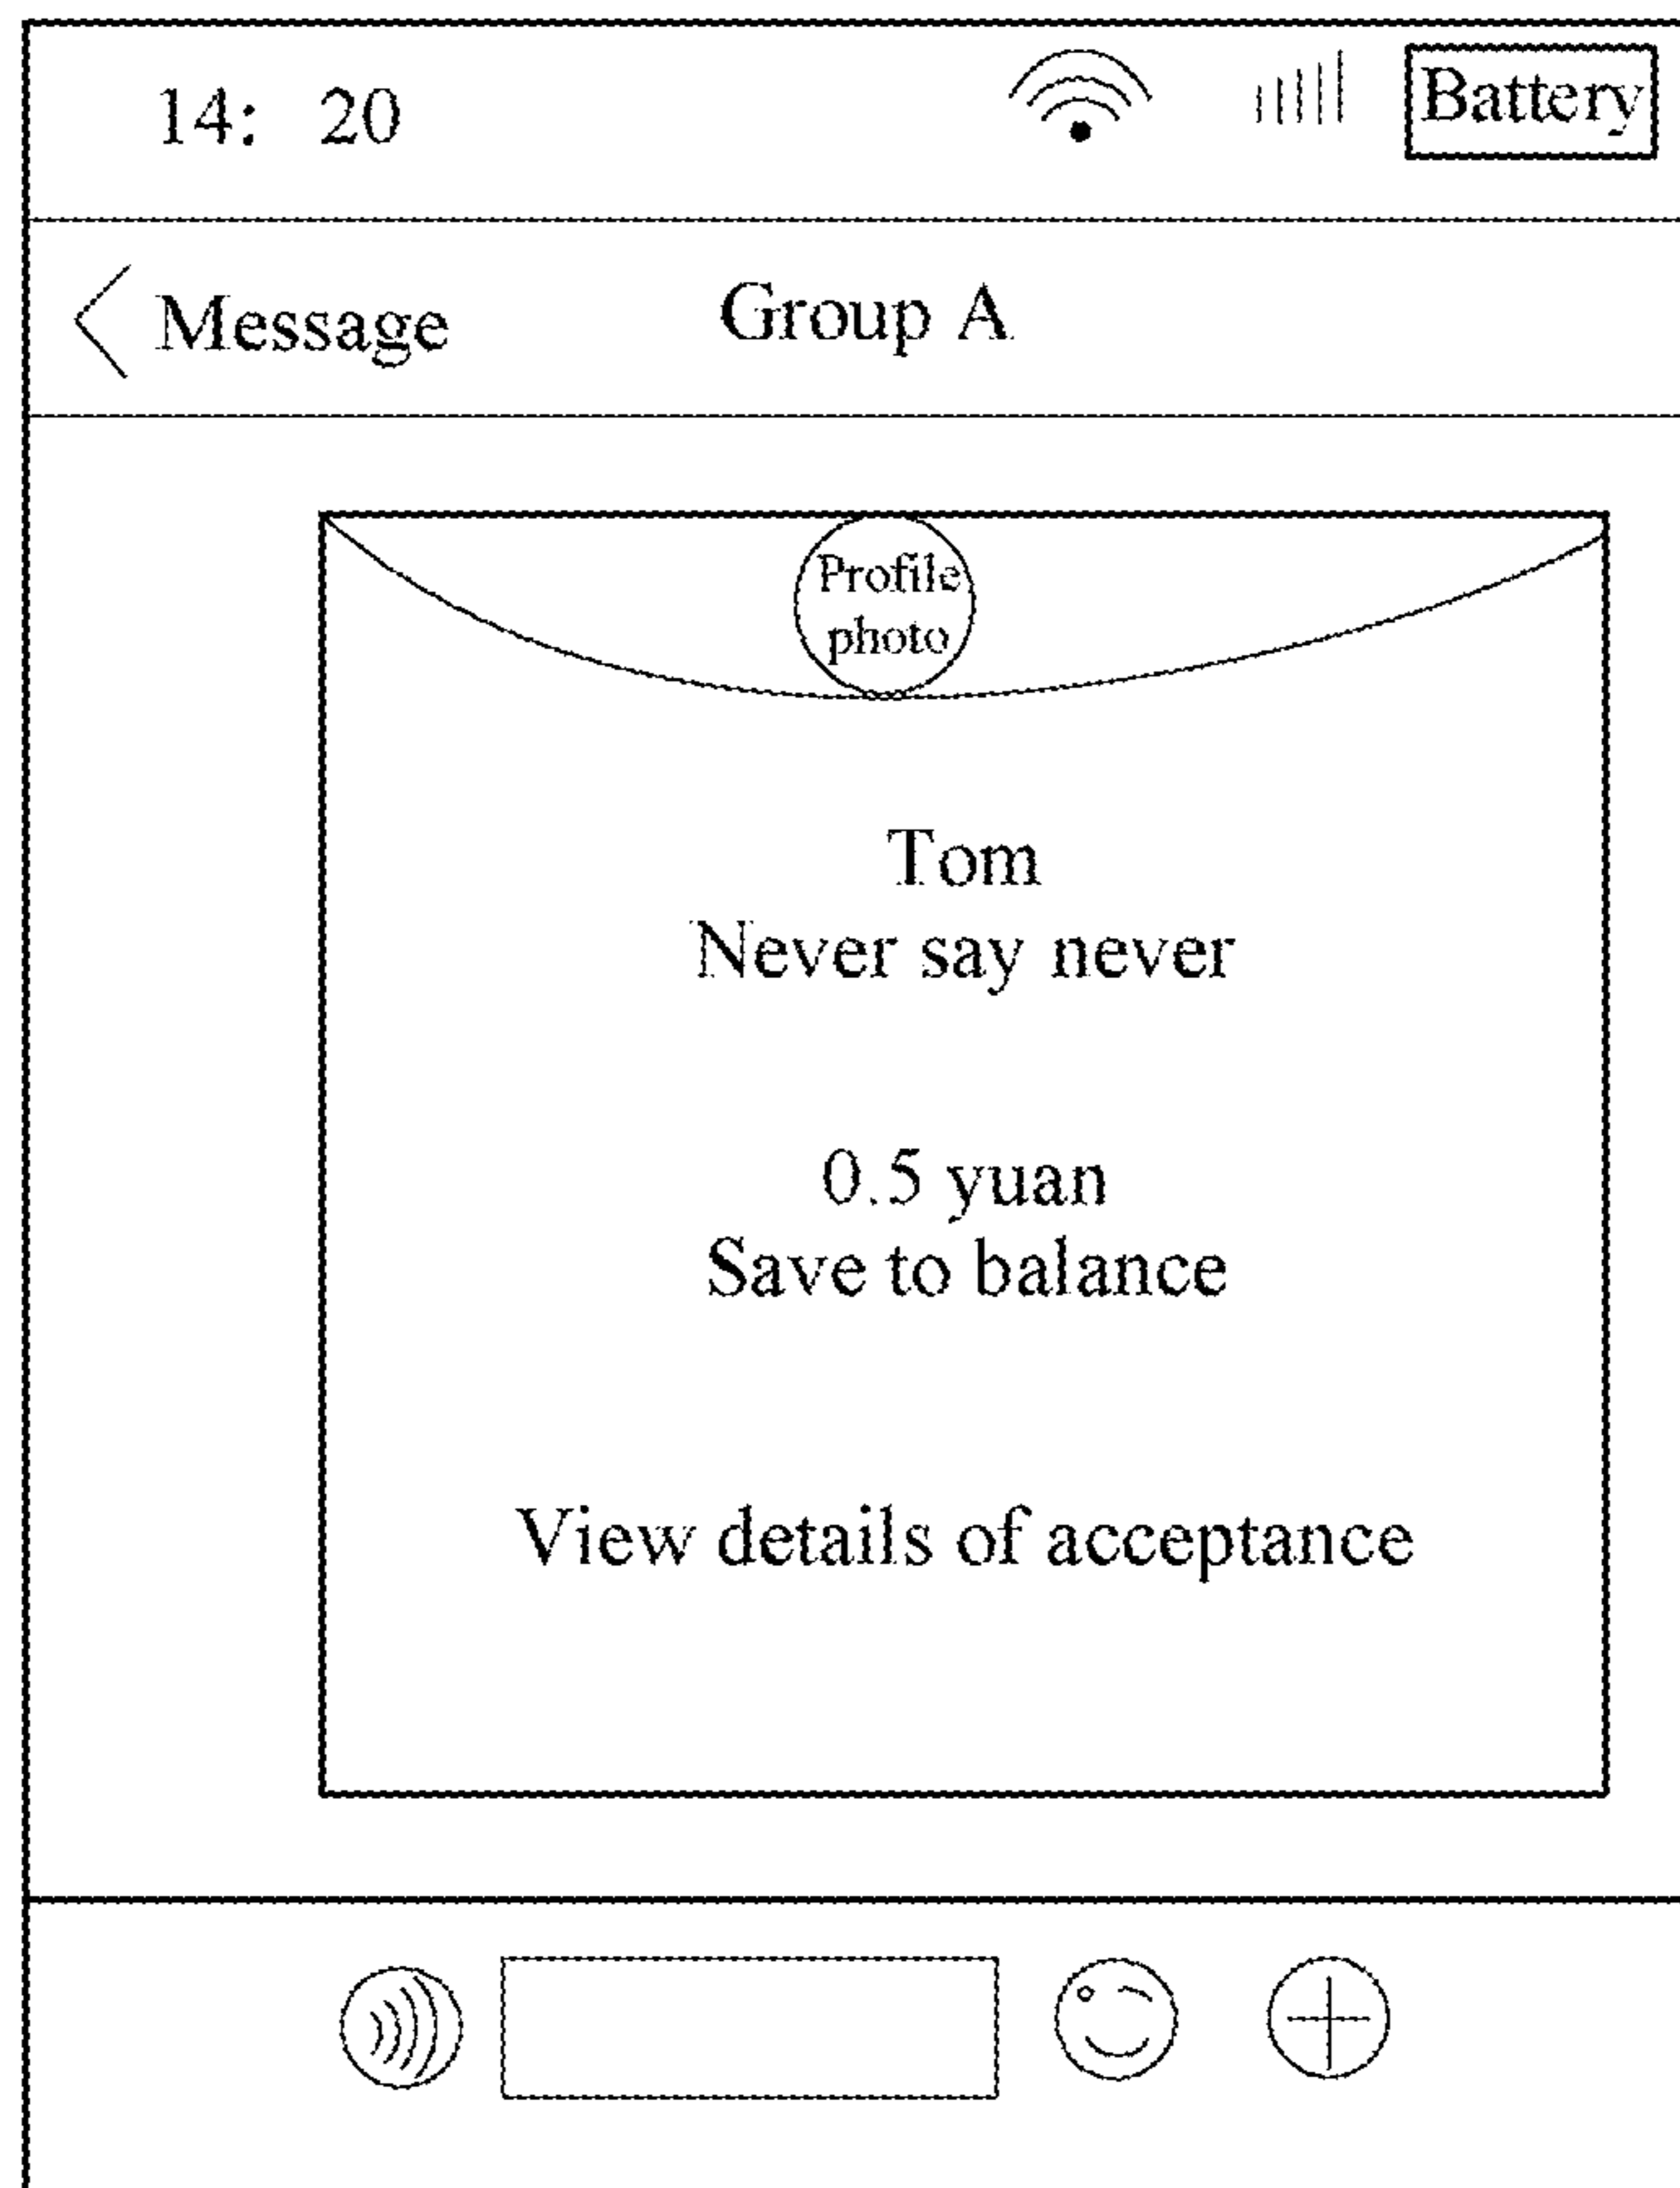 14: 20 Battery
Message Group A
Profile
photo
Tom
Never say never
0.5 yuan
Save to balance
View details of acceptance